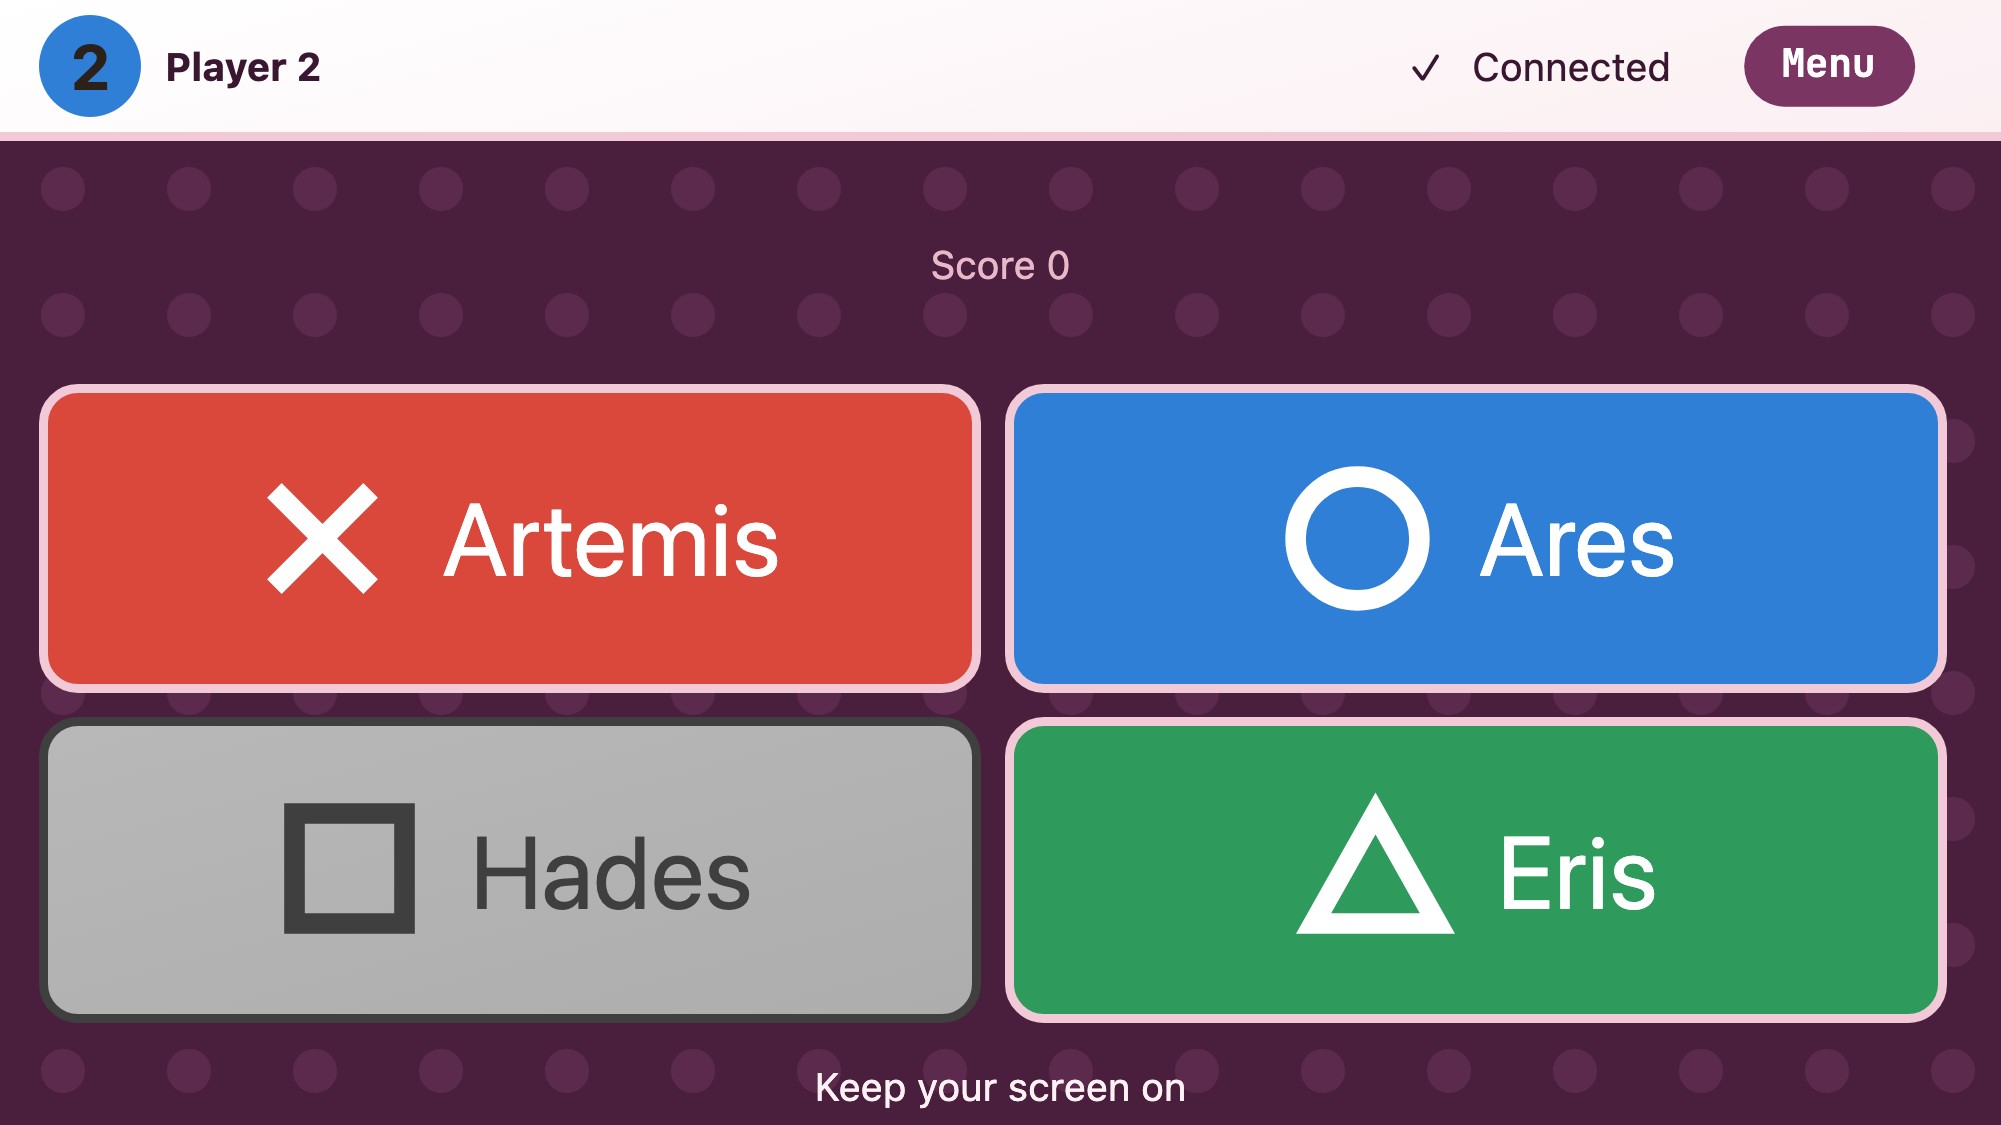 2 Player 2
✓ Connected
Menu
Score 0
Artemis
Ares
Hades
Eris
Keep your screen on